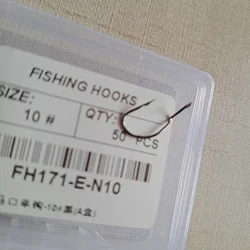 FISHING HOOKS
SIZE: QTY:
10 # 50 PCS
FH171-E-N10